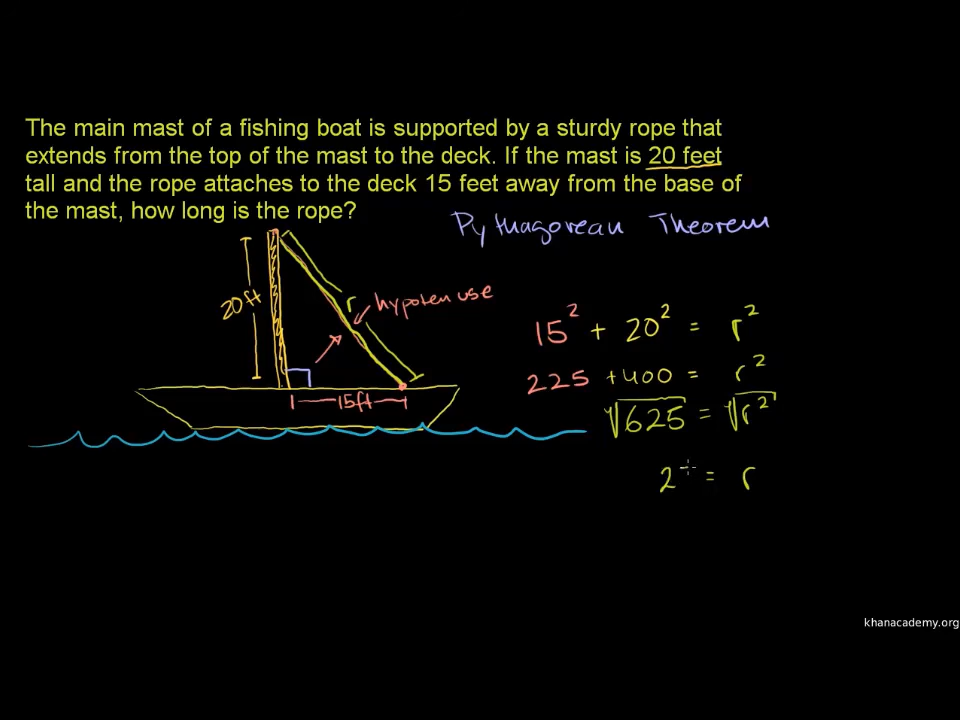 The main mast of a fishing boat is supported by a sturdy rope that
extends from the top of the mast to the deck. If the mast is 20 feet
tall and the rope attaches to the deck 15 feet away from the base of
the mast, how long is the rope?
Pythagorean Theorem
20ft
r
hypotenuse
15ft
15² + 20² = r²
225 + 400 = r²
√625 = √r²
2 = r
khanacademy.org